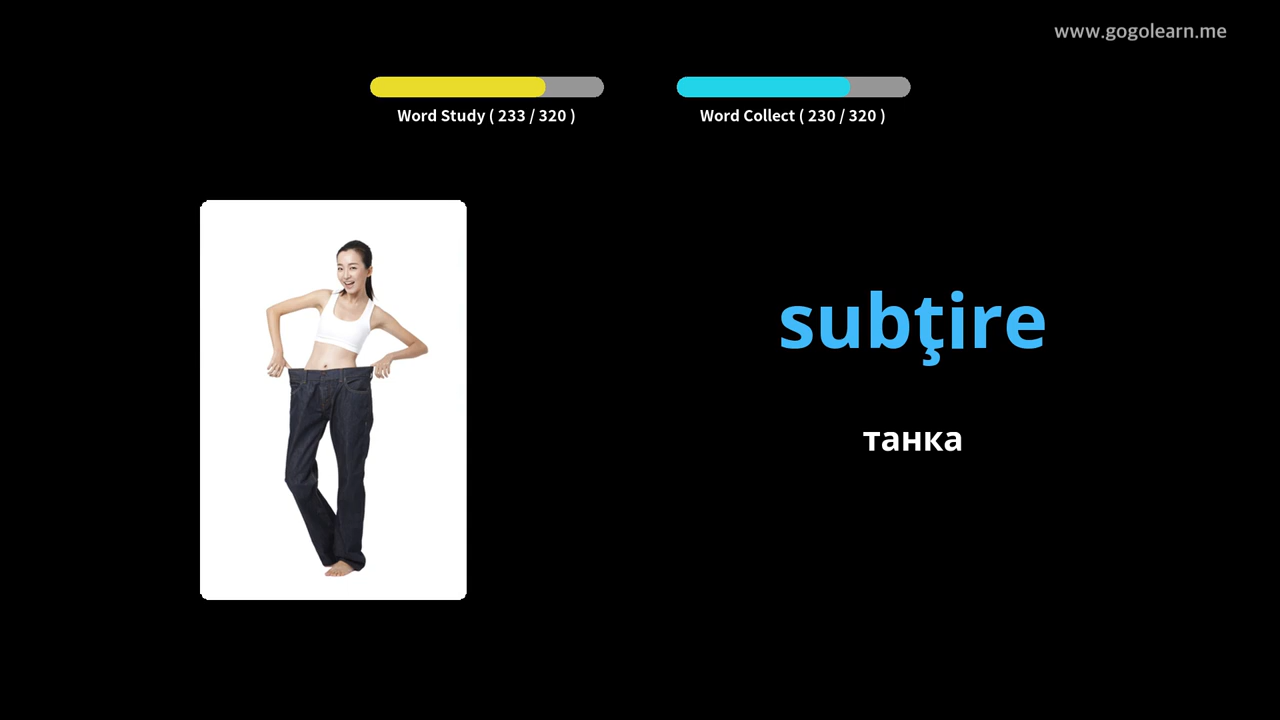 www.gogolearn.me
Word Study ( 233 / 320 )
Word Collect ( 230 / 320 )
subţire
танка